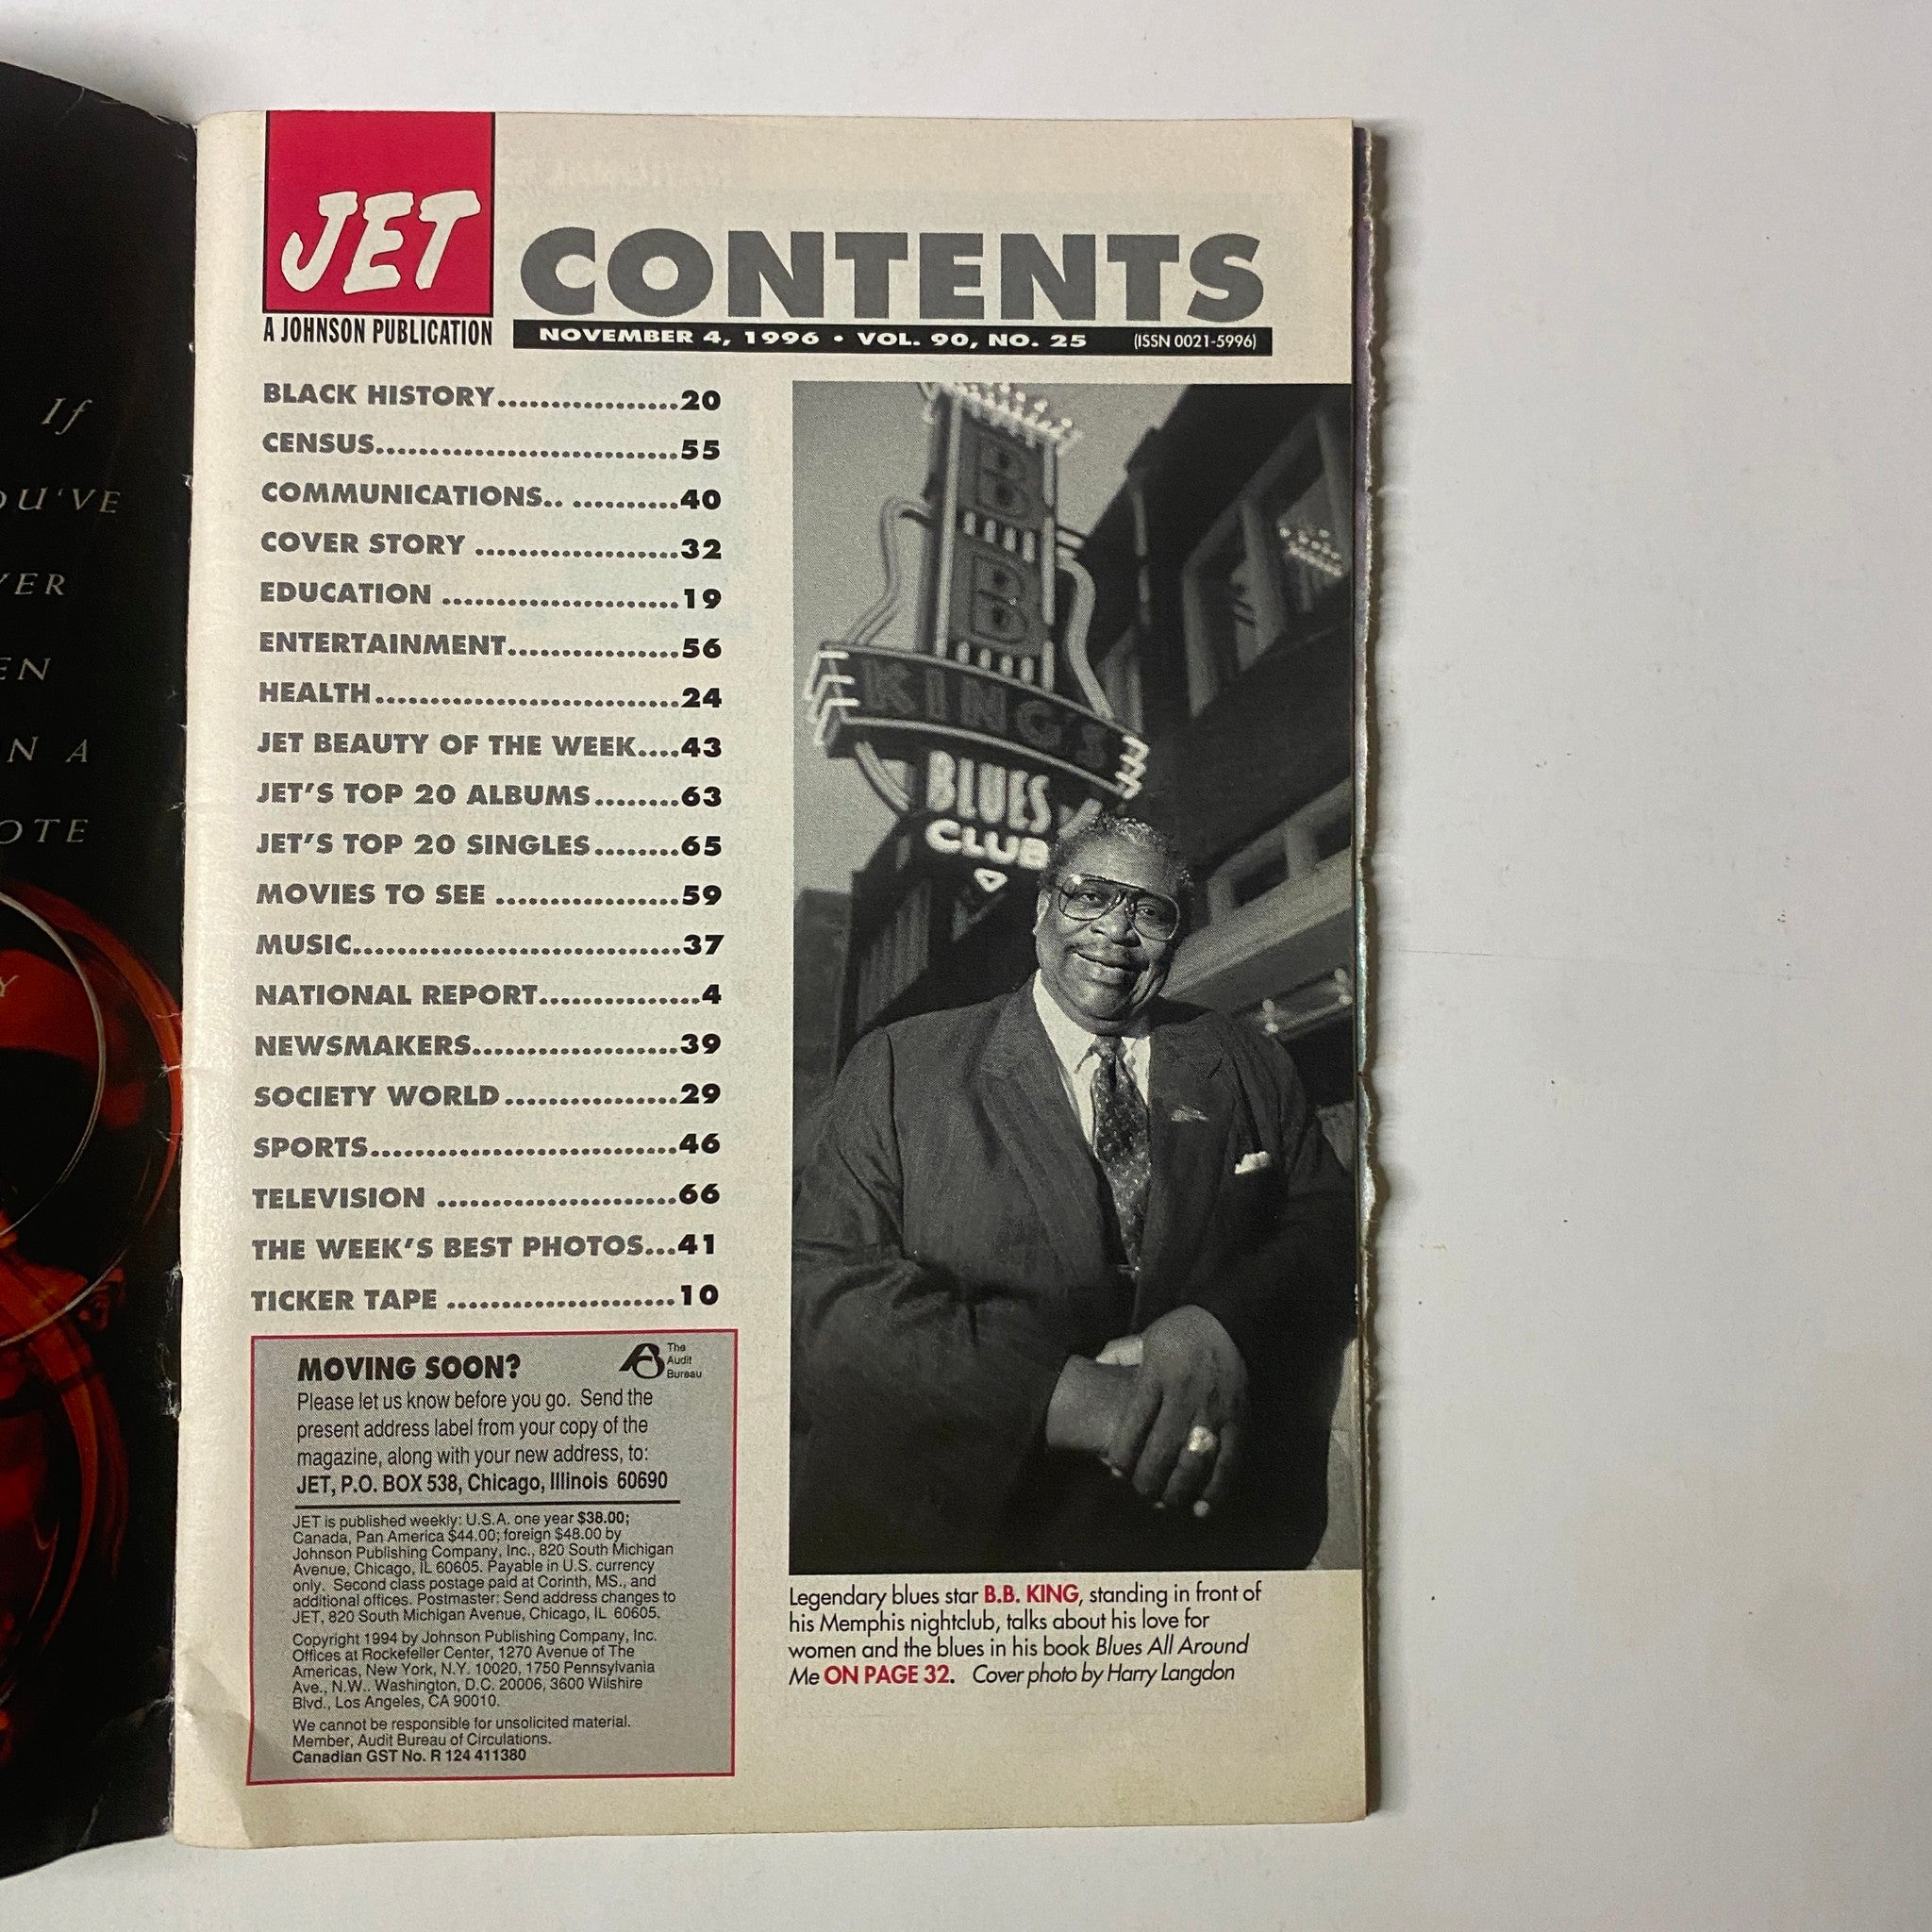 If
OU'VE
VER
EN
N A
OTE
Y
JET
A JOHNSON PUBLICATION
CONTENTS
NOVEMBER 4, 1996 • VOL. 90, NO. 25 (ISSN 0021-5996)
BLACK HISTORY.................20
CENSUS............................55
COMMUNICATIONS.. ..........40
COVER STORY ...................32
EDUCATION ......................19
ENTERTAINMENT................56
HEALTH............................24
JET BEAUTY OF THE WEEK....43
JET'S TOP 20 ALBUMS........63
JET'S TOP 20 SINGLES........65
MOVIES TO SEE .................59
MUSIC..............................37
NATIONAL REPORT...............4
NEWSMAKERS...................39
SOCIETY WORLD................29
SPORTS.............................46
TELEVISION ......................66
THE WEEK'S BEST PHOTOS...41
TICKER TAPE .....................10
MOVING SOON?
The
Audit
Bureau
Please let us know before you go. Send the
present address label from your copy of the
magazine, along with your new address, to:
JET, P.O. BOX 538, Chicago, Illinois 60690
JET is published weekly: U.S.A. one year $38.00;
Canada, Pan America $44.00; foreign $48.00 by
Johnson Publishing Company, Inc., 820 South Michigan
Avenue, Chicago, IL 60605. Payable in U.S. currency
only. Second class postage paid at Corinth, MS., and
additional offices. Postmaster: Send address changes to
JET, 820 South Michigan Avenue, Chicago, IL 60605.
Copyright 1994 by Johnson Publishing Company, Inc.
Offices at Rockefeller Center, 1270 Avenue of The
Americas, New York, N.Y. 10020, 1750 Pennsylvania
Ave., N.W.. Washington, D.C. 20006, 3600 Wilshire
Blvd., Los Angeles, CA 90010.
We cannot be responsible for unsolicited material.
Member, Audit Bureau of Circulations.
Canadian GST No. R 124 411380
B
B
KING'S
BLUES
CLUB
Legendary blues star B.B. KING, standing in front of
his Memphis nightclub, talks about his love for
women and the blues in his book Blues All Around
Me ON PAGE 32. Cover photo by Harry Langdon